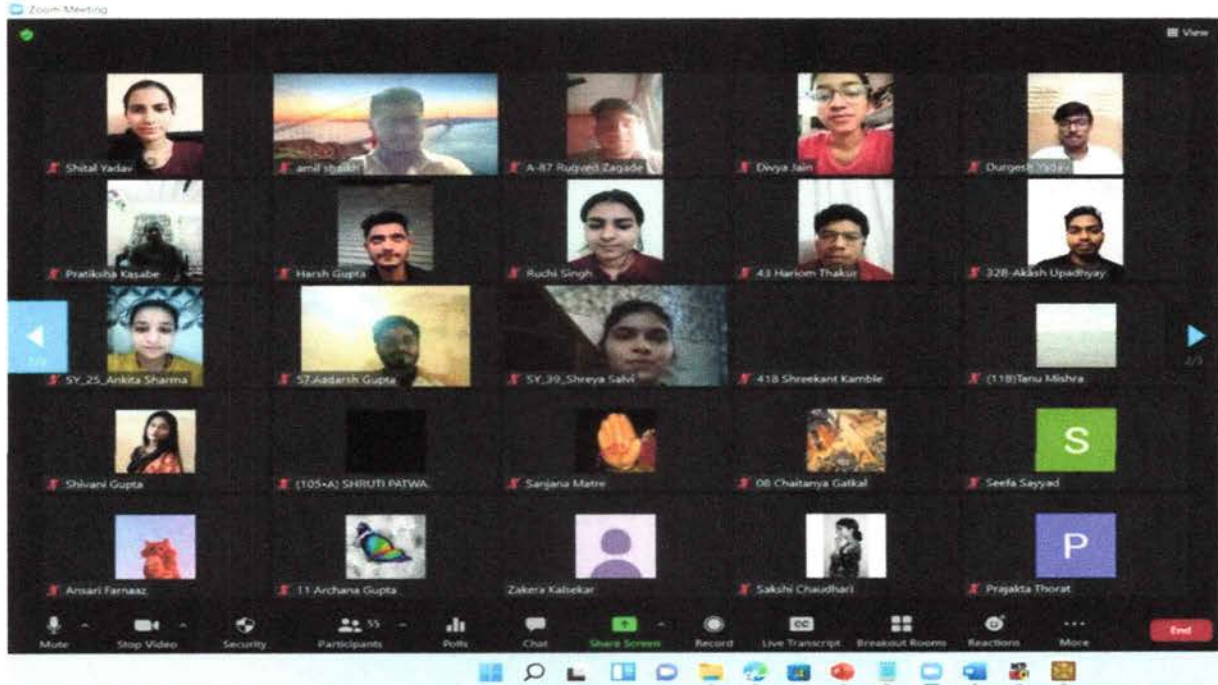 Zoom Meeting
View
Shital Yadav
amil shaikh
A-87 Rugved Zagade
Divya Jain
Durgesh Yadav
Pratiksha Kasabe
Harsh Gupta
Ruchi Singh
43 Hariom Thakur
328-Akash Upadhyay
SY_25_Ankita Sharma
57.Aadarsh Gupta
SY_39_Shreya Salvi
418 Shreekant Kamble
(118)Tanu Mishra
2/3
Shivani Gupta
(105-A) SHRUTI PATWA
Sanjana Matre
08 Chaitanya Gatkal
S
Seefa Sayyad
Ansari Farnaaz
11 Archana Gupta
Zakera Kalsekar
Sakshi Chaudhari
P
Prajakta Thorat
Mute
Stop Video
Security
Participants
55
Polls
Chat
Share Screen
Record
CC
Live Transcript
Breakout Rooms
Reactions
More
End